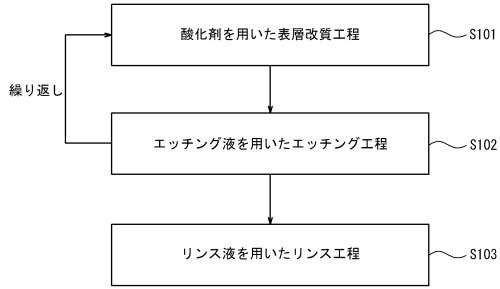 酸化剤を用いた表層改質工程
S101
繰り返し
エッチング液を用いたエッチング工程
S102
リンス液を用いたリンス工程
S103